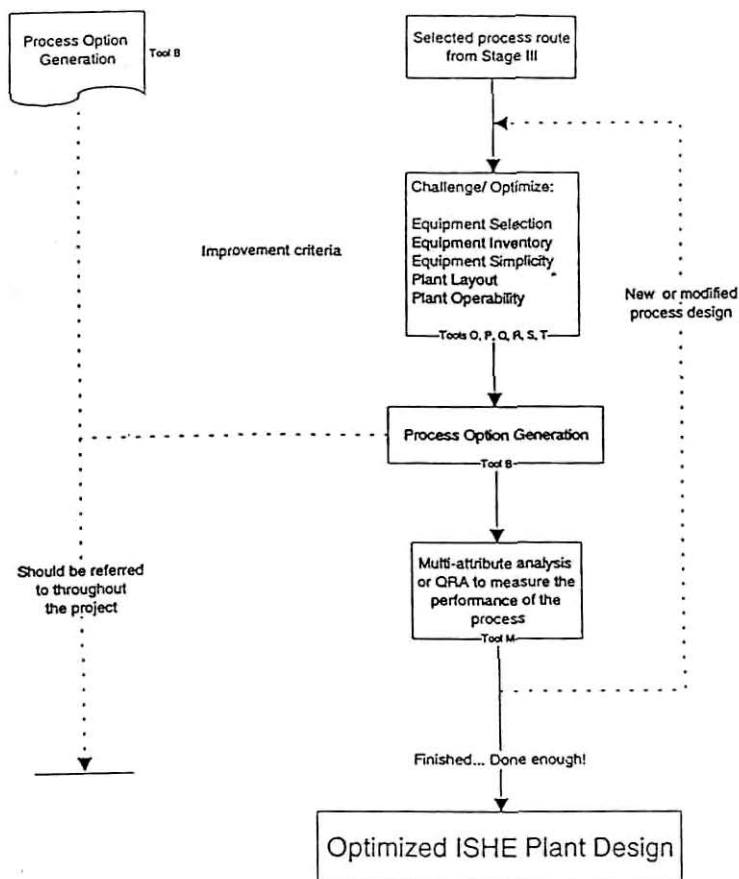 Process Option
Generation
Tool B
Selected process route
from Stage III
Challenge/ Optimize:
Equipment Selection
Equipment Inventory
Equipment Simplicity
Plant Layout
Plant Operability
Tools O, P, Q, R, S, T
Improvement criteria
New or modified
process design
Process Option Generation
Tool B
Multi-attribute analysis
or QRA to measure the
performance of the
process
Tool M
Should be referred
to throughout
the project
Finished... Done enough!
Optimized ISHE Plant Design